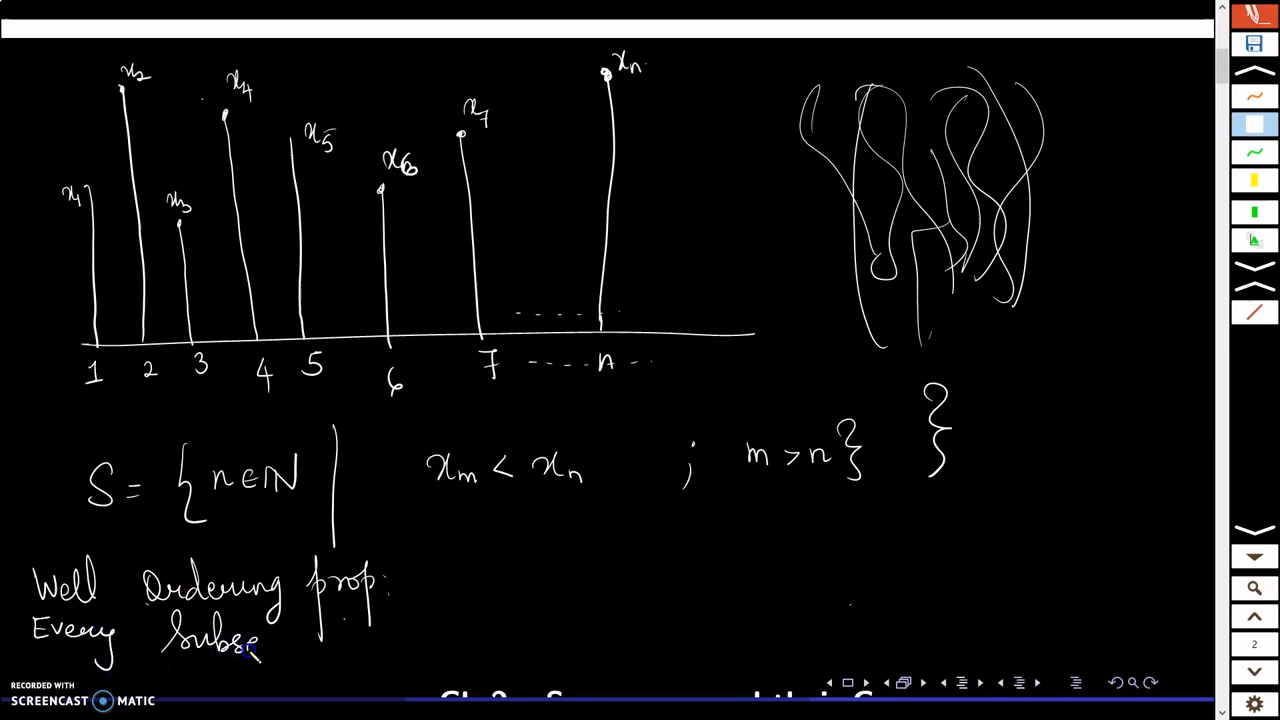 x₂ x₄ x₇ xₙ
x₁ x₃ x₅ x₆
1 2 3 4 5 6 7 ---- n --
S = { n ∈ ℕ | xₘ < xₙ ; m > n } }
Well Ordering prop:
Every Subse
RECORDED WITH
SCREENCAST MATIC
2